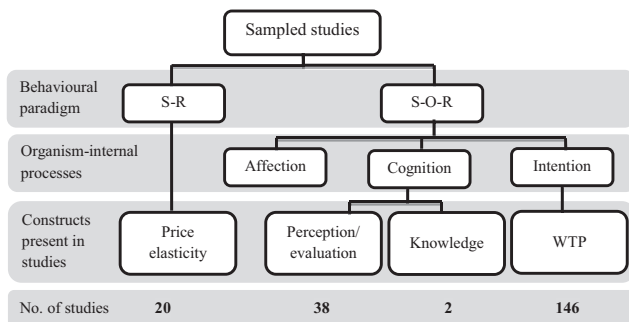 Sampled studies
Behavioural
paradigm
S-R
S-O-R
Organism-internal
processes
Affection
Cognition
Intention
Constructs
present in
studies
Price
elasticity
Perception/
evaluation
Knowledge
WTP
No. of studies 20 38 2 146